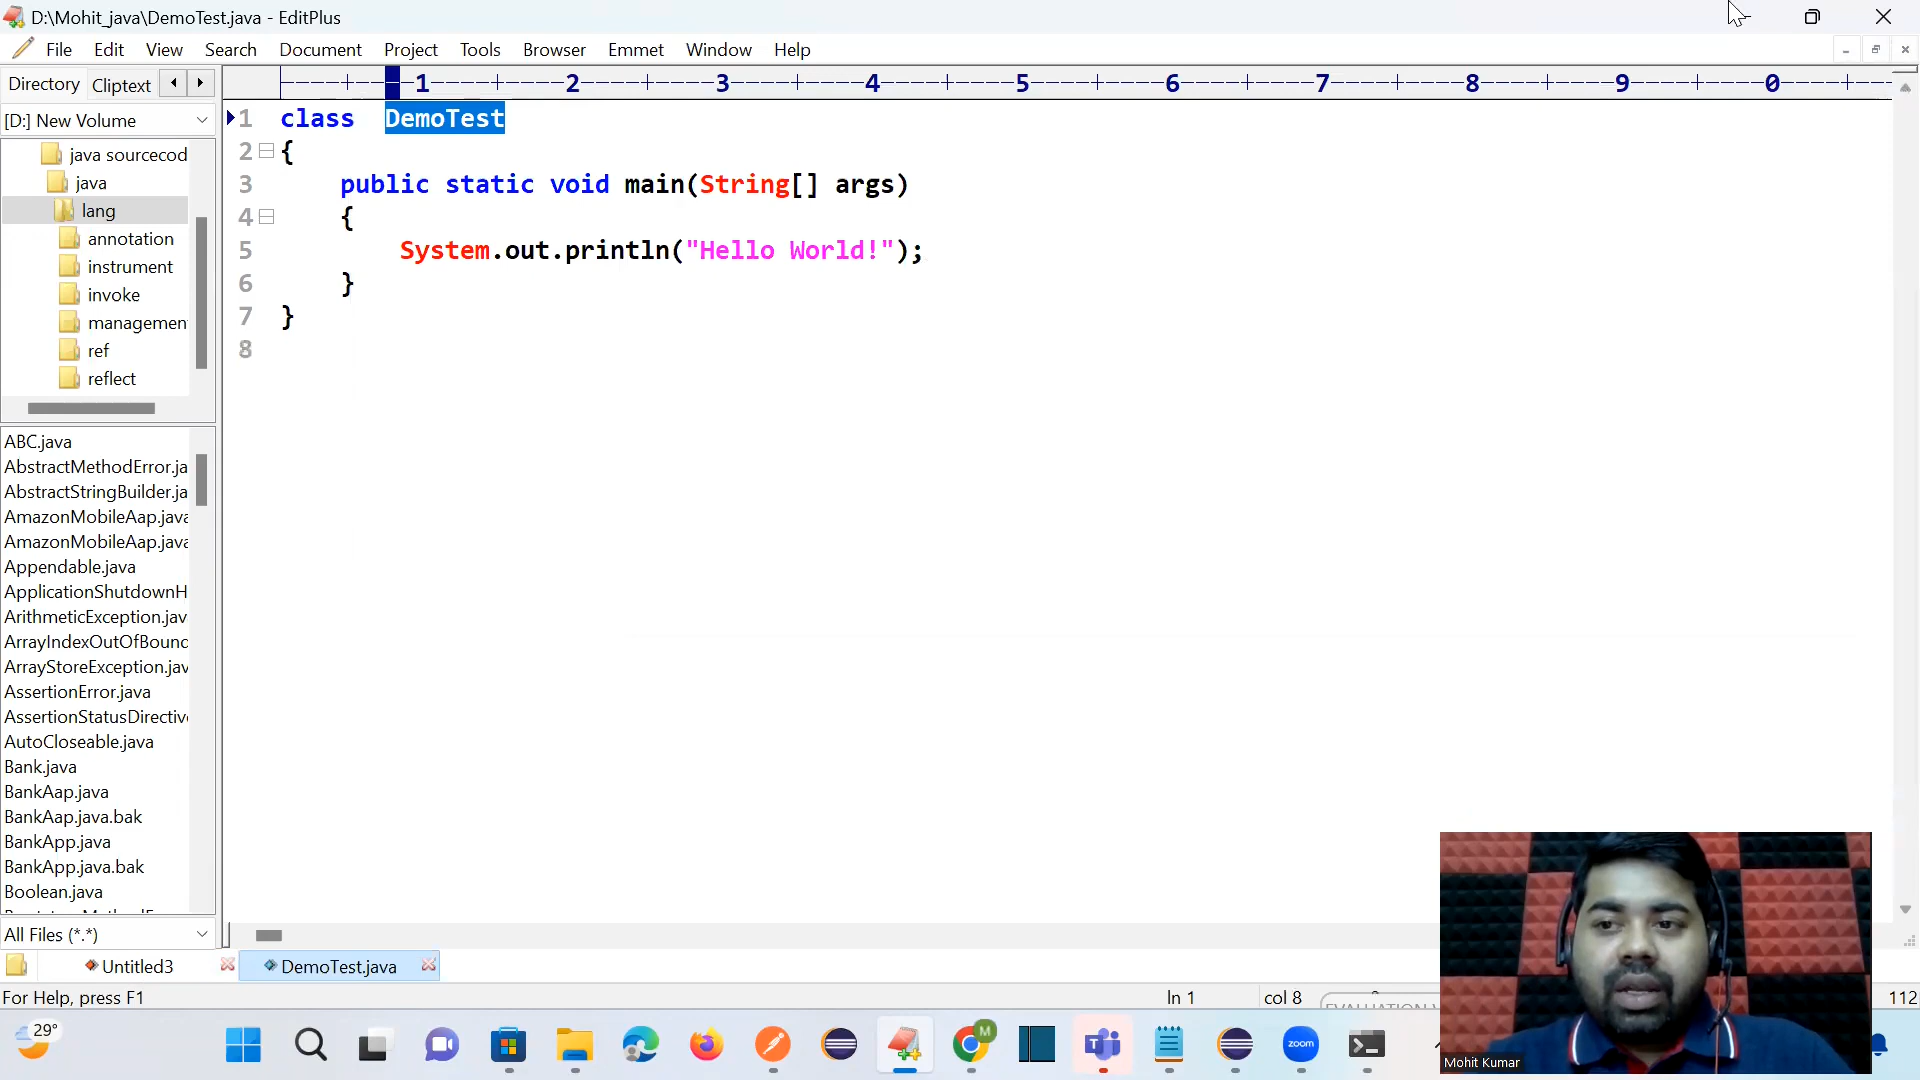 D:\Mohit_java\DemoTest.java - EditPlus
File Edit View Search Document Project Tools Browser Emmet Window Help
Directory Cliptext
1 2 3 4 5 6 7 8 9 0
[D:] New Volume
java sourcecod
java
lang
annotation
instrument
invoke
managemen
ref
reflect
1 class DemoTest
2 {
3 public static void main(String[] args)
4 {
5 System.out.println("Hello World!");
6 }
7 }
8
ABC.java
AbstractMethodError.ja
AbstractStringBuilder.ja
AmazonMobileAap.java
AmazonMobileAap.java
Appendable.java
ApplicationShutdownH
ArithmeticException.jav
ArrayIndexOutOfBound
ArrayStoreException.jav
AssertionError.java
AssertionStatusDirectiv
AutoCloseable.java
Bank.java
BankAap.java
BankAap.java.bak
BankApp.java
BankApp.java.bak
Boolean.java
All Files (*.*)
Untitled3 DemoTest.java
For Help, press F1 ln 1 col 8 112
29°
M
zoom
Mohit Kumar